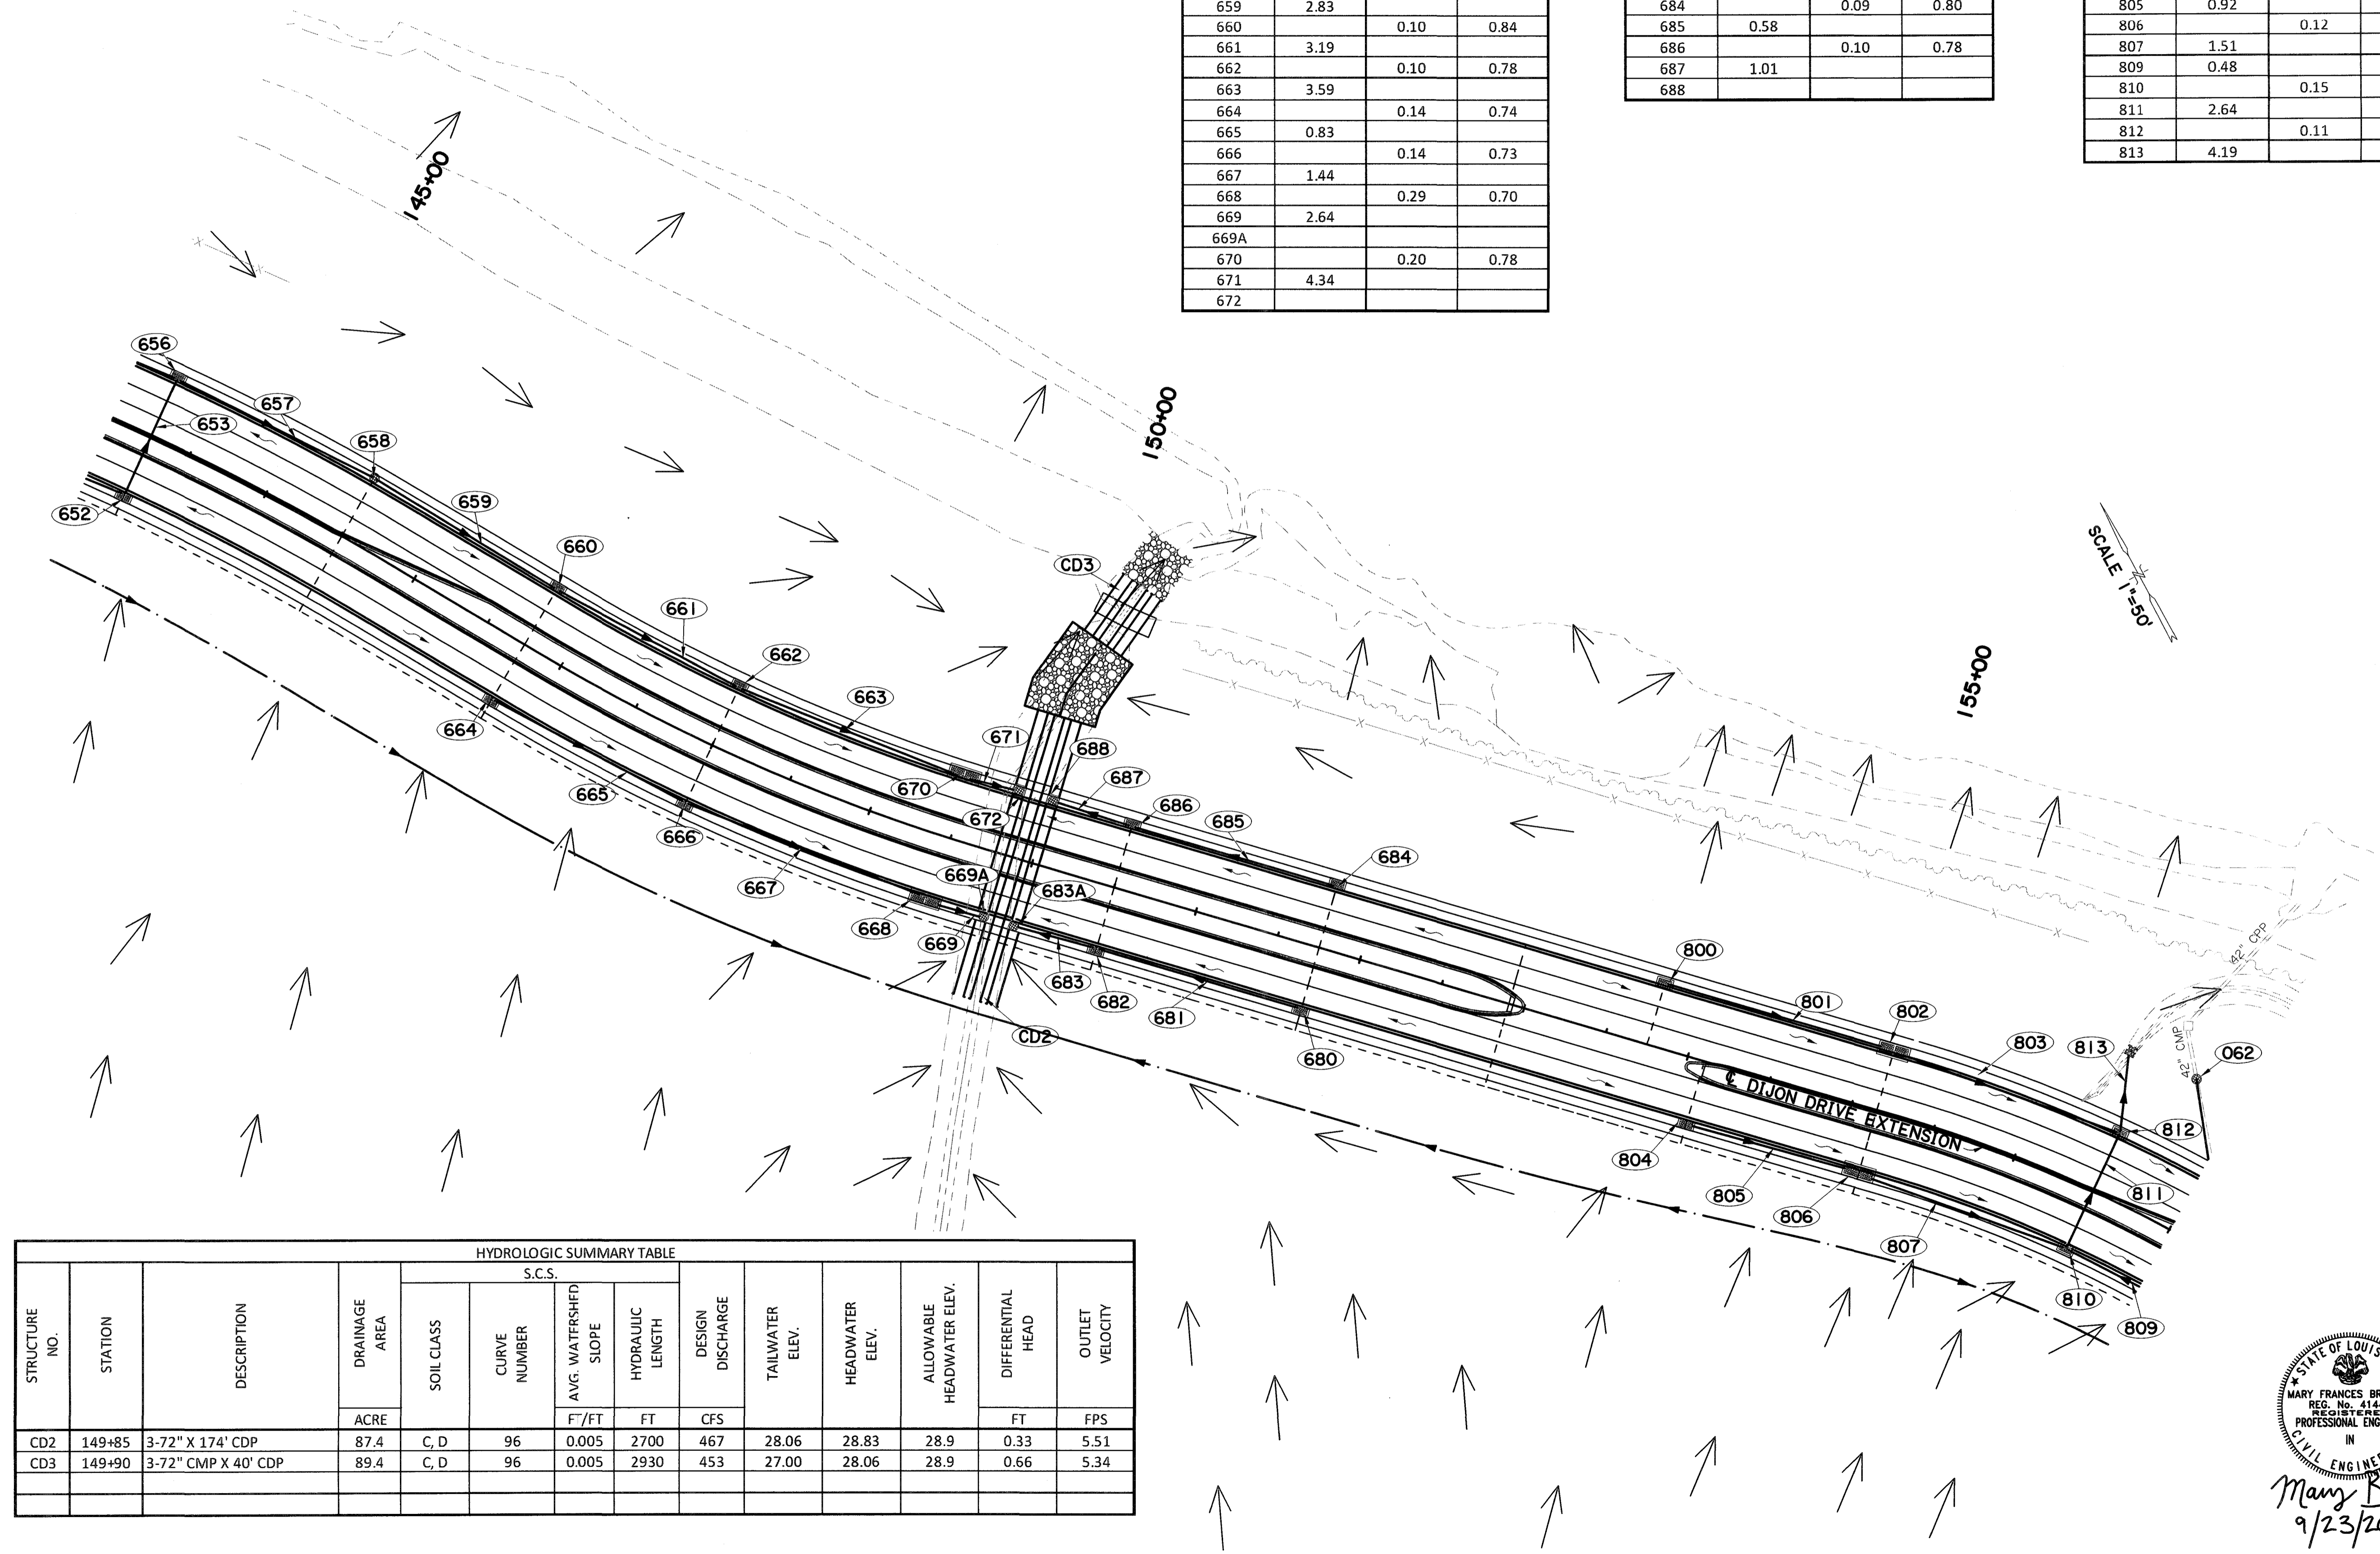 659 2.83
660 0.10 0.84
661 3.19
662 0.10 0.78
663 3.59
664 0.14 0.74
665 0.83
666 0.14 0.73
667 1.44
668 0.29 0.70
669 2.64
669A
670 0.20 0.78
671 4.34
672
684 0.09 0.80
685 0.58
686 0.10 0.78
687 1.01
688
805 0.92
806 0.12
807 1.51
809 0.48
810 0.15
811 2.64
812 0.11
813 4.19
145+00
150+00
155+00
SCALE 1"=50'
656
657
653
658
652
659
660
661
662
663
664
665
666
667
671
670
672
688
687
686
685
684
669A
683A
668
669
683
682
681
680
CD3
CD2
800
801
802
803
804
805
806
807
813
062
812
811
810
809
42" CPP
42" CMP
℄ DIJON DRIVE EXTENSION
HYDROLOGIC SUMMARY TABLE
S.C.S.
STRUCTURE NO.
STATION
DESCRIPTION
DRAINAGE AREA
SOIL CLASS
CURVE NUMBER
AVG. WATERSHED SLOPE
HYDRAULIC LENGTH
DESIGN DISCHARGE
TAILWATER ELEV.
HEADWATER ELEV.
ALLOWABLE HEADWATER ELEV.
DIFFERENTIAL HEAD
OUTLET VELOCITY
ACRE FT/FT FT CFS FT FPS
CD2 149+85 3-72" X 174' CDP 87.4 C, D 96 0.005 2700 467 28.06 28.83 28.9 0.33 5.51
CD3 149+90 3-72" CMP X 40' CDP 89.4 C, D 96 0.005 2930 453 27.00 28.06 28.9 0.66 5.34
STATE OF LOUIS
MARY FRANCES BR
REG. No. 414
REGISTERE
PROFESSIONAL ENG
IN
CIVIL ENGINE
Mary
9/23/2